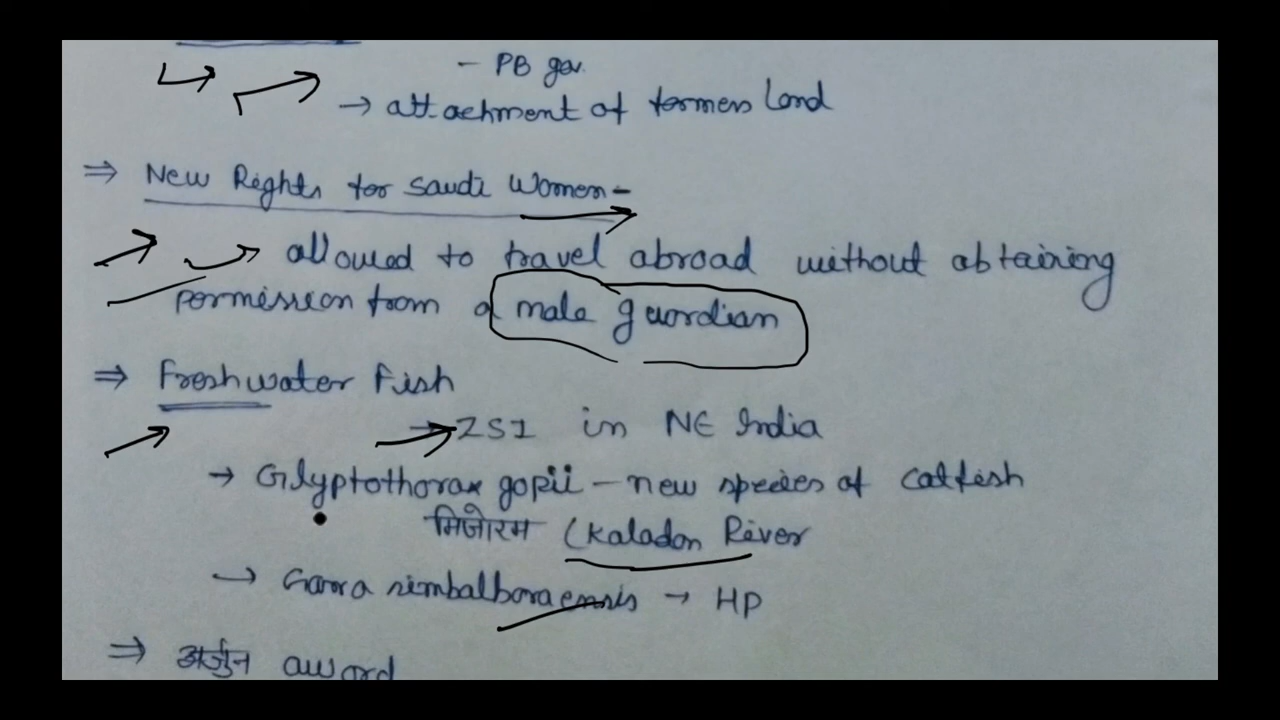 - PB gov.
→ attachment of formers Land
⇒ New Rights for Saudi Women-
allowed to travel abroad without obtaining
permission from a male guardian
⇒ Freshwater Fish
→ ZSI in NE India
→ Glyptothorax gopii - new species of catfish
मिजोरम (Kaladan River
→ Garra simbalbaraensis → HP
⇒ अर्जुन award